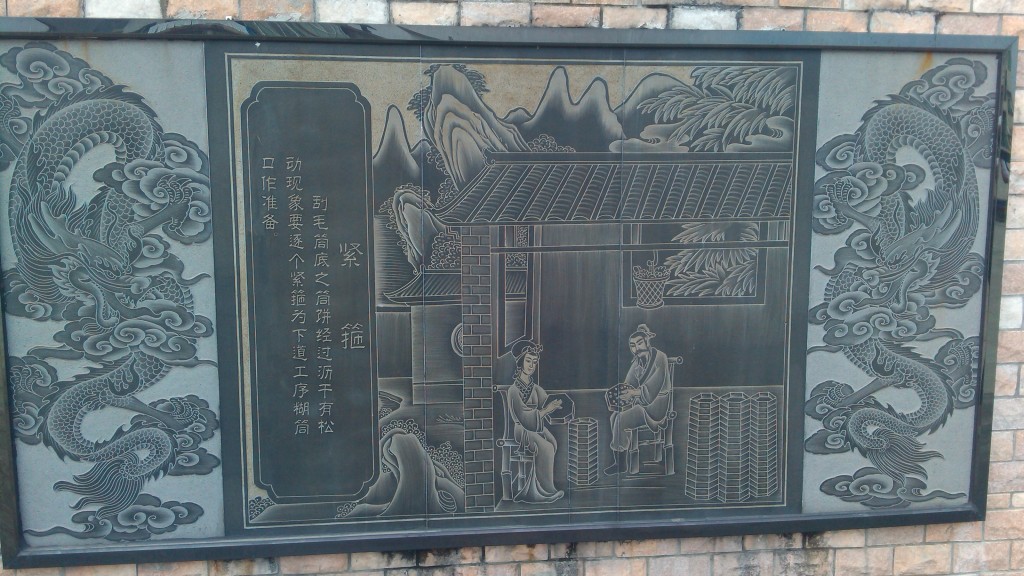 紧箍
刮毛筒底之筒阱经过沥干有松
动现象要逐个紧箍为下道工序糊筒
口作准备